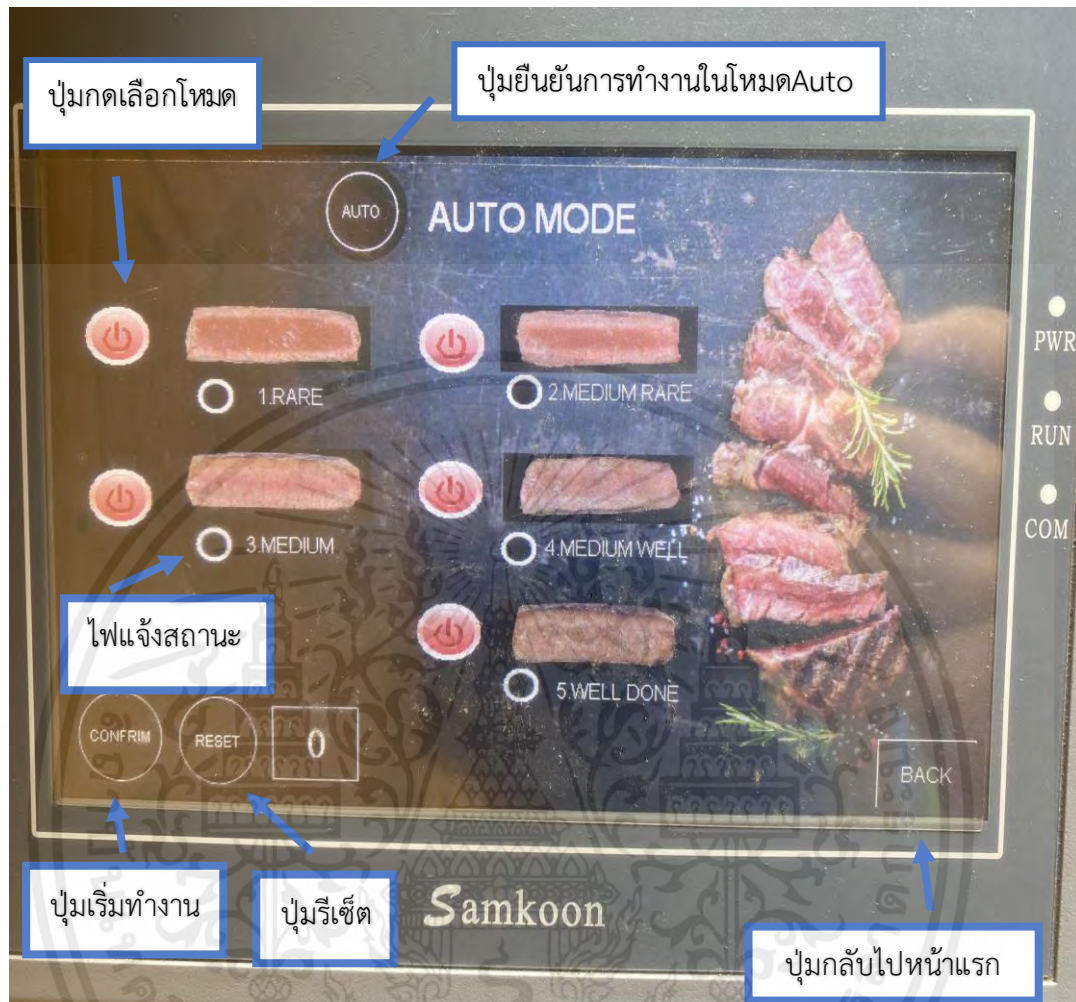 ปุ่มกดเลือกโหมด
ปุ่มยืนยันการทำงานในโหมดAuto
AUTO
AUTO MODE
1.RARE
2.MEDIUM RARE
PWR
RUN
COM
3.MEDIUM
4.MEDIUM WELL
ไฟแจ้งสถานะ
5.WELL DONE
CONFRIM
RESET
0
BACK
ปุ่มเริ่มทำงาน
ปุ่มรีเซ็ต
Samkoon
ปุ่มกลับไปหน้าแรก